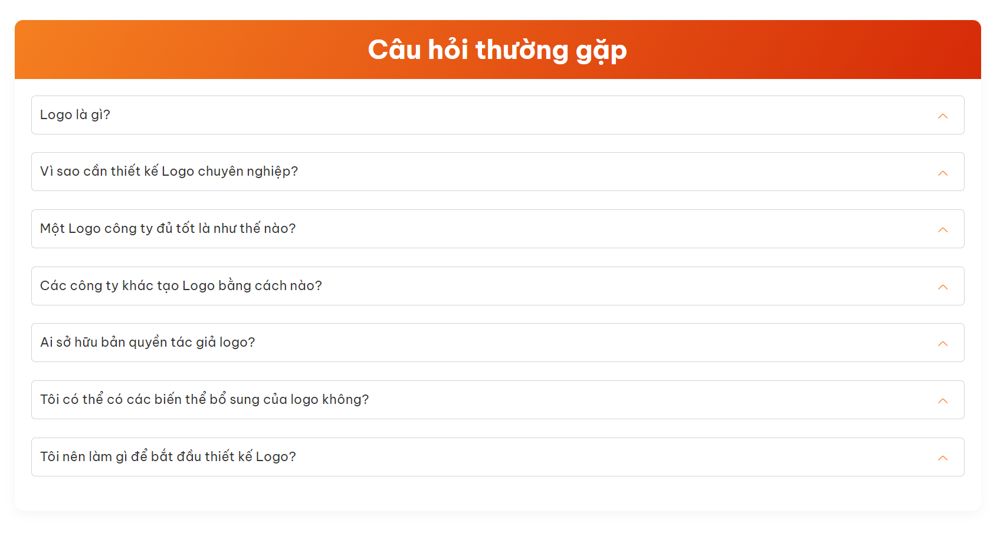 Câu hỏi thường gặp
Logo là gì?
Vì sao cần thiết kế Logo chuyên nghiệp?
Một Logo công ty đủ tốt là như thế nào?
Các công ty khác tạo Logo bằng cách nào?
Ai sở hữu bản quyền tác giả logo?
Tôi có thể có các biến thể bổ sung của logo không?
Tôi nên làm gì để bắt đầu thiết kế Logo?